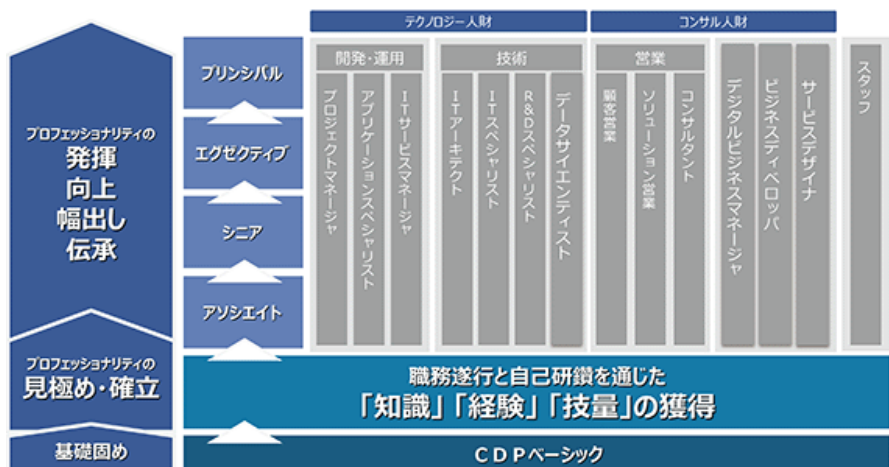 テクノロジー人財
コンサル人財
プロフェッショナリティの
発揮
向上
幅出し
伝承
プリンシパル
エグゼクティブ
シニア
アソシエイト
開発・運用
プロジェクトマネージャ
アプリケーションスペシャリスト
ITサービスマネージャ
技術
ITアーキテクト
ITスペシャリスト
R&Dスペシャリスト
データサイエンティスト
営業
顧客営業
ソリューション営業
コンサルタント
デジタルビジネスマネージャ
ビジネスディベロッパ
サービスデザイナ
スタッフ
プロフェッショナリティの
見極め・確立
職務遂行と自己研鑽を通じた
「知識」「経験」「技量」の獲得
基礎固め
CDPベーシック